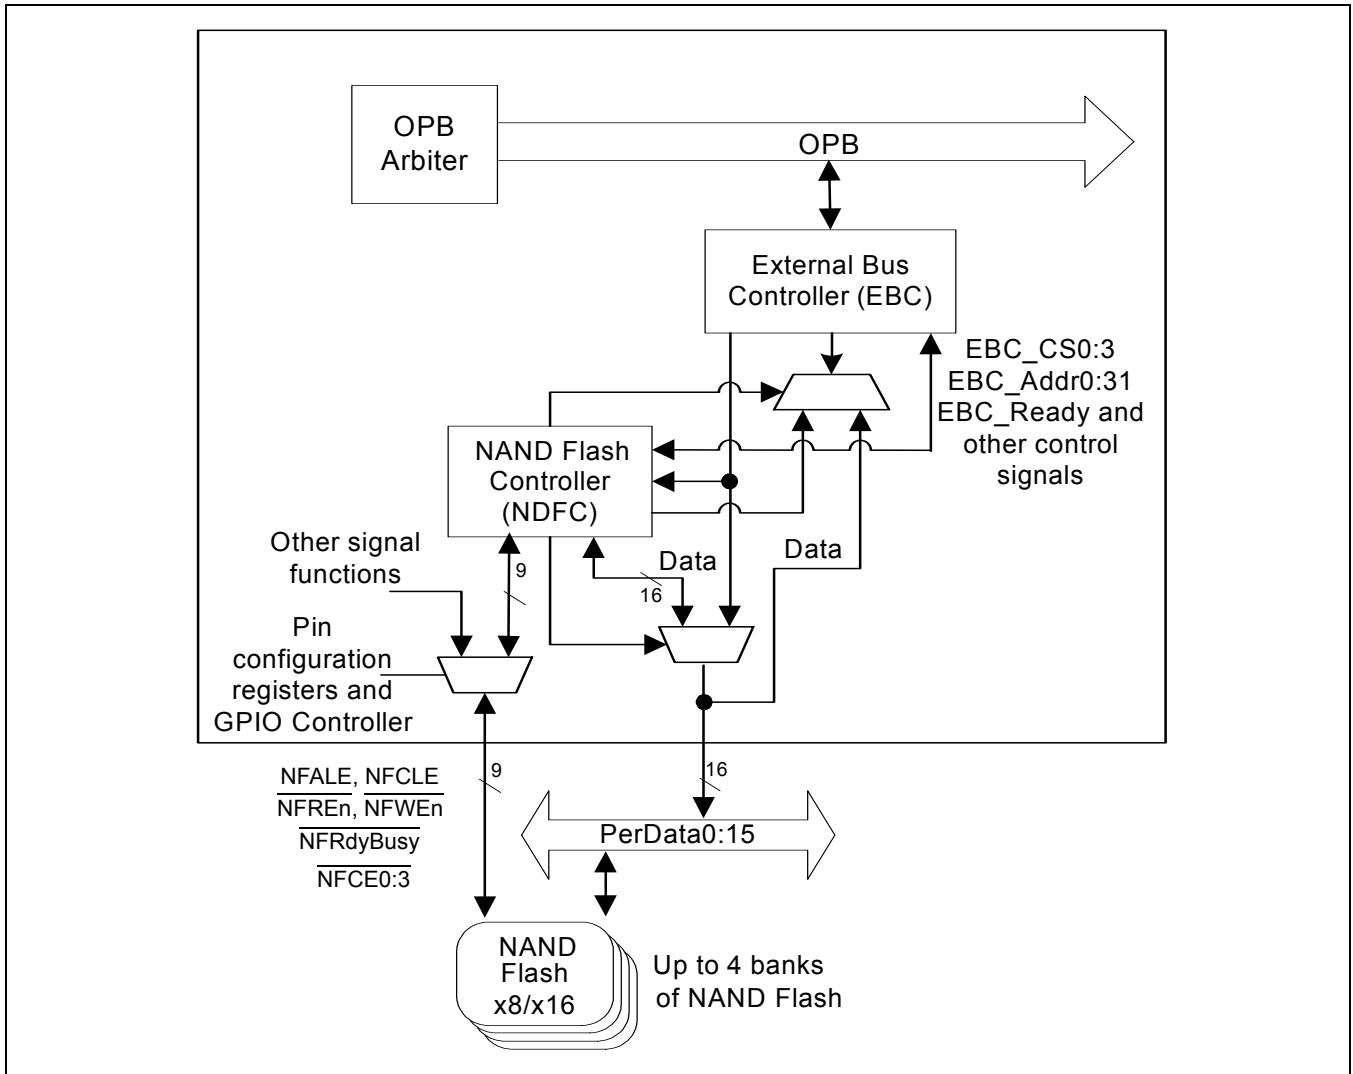 OPB
Arbiter
OPB
External Bus
Controller (EBC)
EBC_CS0:3
EBC_Addr0:31
EBC_Ready and
other control
signals
NAND Flash
Controller
(NDFC)
Other signal
functions
9
Data
16
Data
Pin
configuration
registers and
GPIO Controller
NFALE, NFCLE
NFREn, NFWEn
NFRdyBusy
NFCE0:3
9
16
PerData0:15
NAND
Flash
x8/x16
Up to 4 banks
of NAND Flash